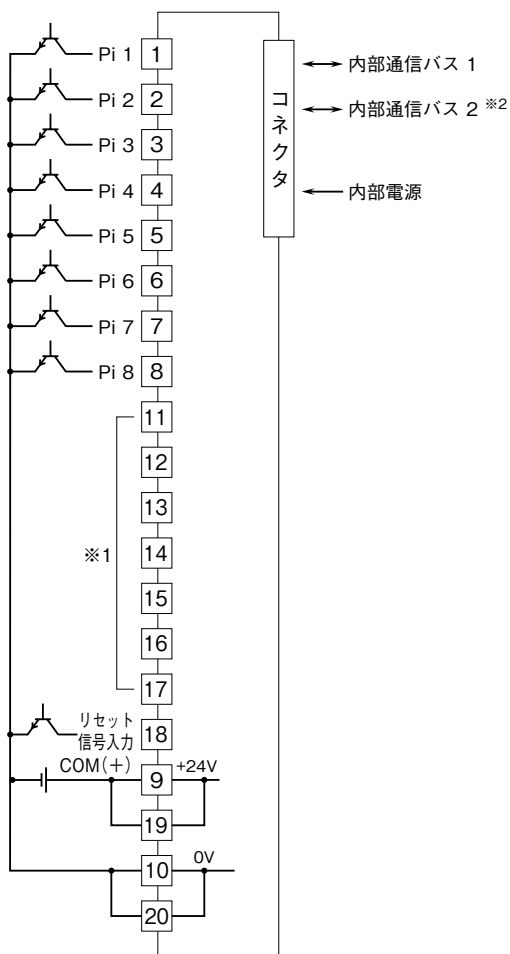 Pi 1 1
Pi 2 2
Pi 3 3
Pi 4 4
Pi 5 5
Pi 6 6
Pi 7 7
Pi 8 8
11
12
13
※1 14
15
16
17
リセット
信号入力 18
COM(+) 9 +24V
19
10 0V
20
コネクタ
内部通信バス 1
内部通信バス 2 ※2
内部電源